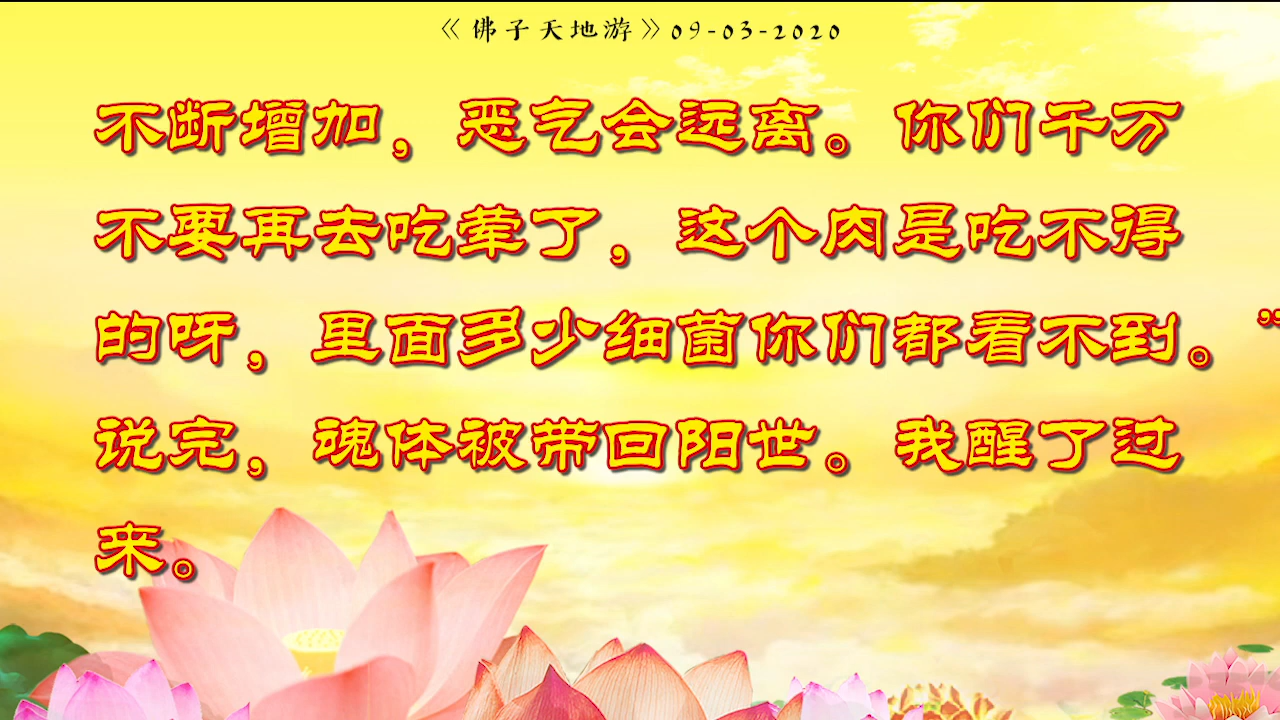 《佛子天地游》09-03-2020
不断增加，恶气会远离。你们千万
不要再去吃荤了，这个肉是吃不得
的呀，里面多少细菌你们都看不到。”
说完，魂体被带回阳世。我醒了过
来。